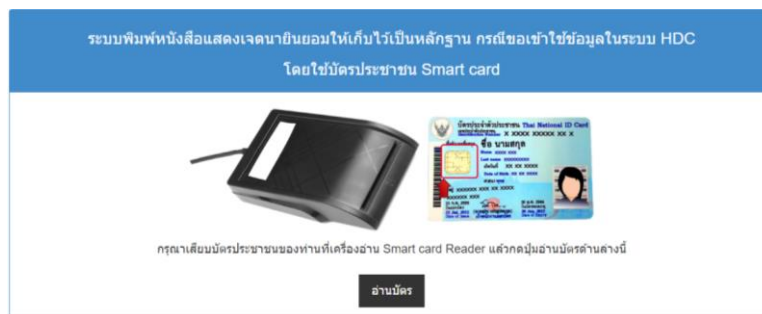 ระบบพิมพ์หนังสือแสดงเจตนายินยอมให้เก็บไว้เป็นหลักฐาน กรณีขอเข้าใช้ข้อมูลในระบบ HDC
โดยใช้บัตรประชาชน Smart card
บัตรประจำตัวประชาชน Thai National ID Card
X XXXX XXXXX XX X
ชื่อ นามสกุล
กรุณาเสียบบัตรประชาชนของท่านที่เครื่องอ่าน Smart card Reader แล้วกดปุ่มอ่านบัตรด้านล่างนี้
อ่านบัตร